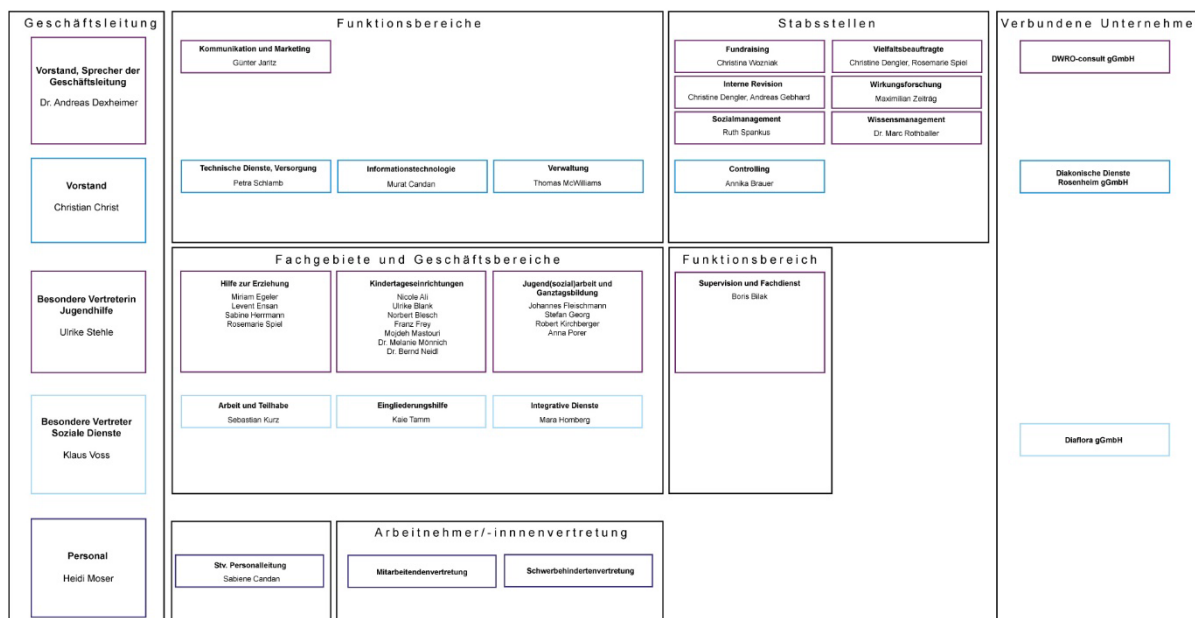 Geschäftsleitung
Vorstand, Sprecher der
Geschäftsleitung
Dr. Andreas Dexheimer
Vorstand
Christian Christ
Besondere Vertreterin
Jugendhilfe
Ulrike Stehle
Besondere Vertreter
Soziale Dienste
Klaus Voss
Personal
Heidi Moser
Funktionsbereiche
Kommunikation und Marketing
Günter Jaritz
Technische Dienste, Versorgung
Petra Schlamb
Informationstechnologie
Murat Candan
Verwaltung
Thomas McWilliams
Stabsstellen
Fundraising
Christina Wozniak
Vielfaltsbeauftragte
Christine Dengler, Rosemarie Spiel
Interne Revision
Christine Dengler, Andreas Gebhard
Wirkungsforschung
Maximilian Zeiträg
Sozialmanagement
Ruth Spankus
Wissensmanagement
Dr. Marc Rothballer
Controlling
Annika Brauer
Verbundene Unternehme
DWRO-consult gGmbH
Diakonische Dienste
Rosenheim gGmbH
Diaflora gGmbH
Fachgebiete und Geschäftsbereiche
Hilfe zur Erziehung
Miriam Egeler
Levent Ensan
Sabine Herrmann
Rosemarie Spiel
Kindertageseinrichtungen
Nicole Ali
Ulrike Blank
Norbert Blesch
Franz Frey
Mojdeh Mastouri
Dr. Melanie Mönnich
Dr. Bernd Neidl
Jugend(sozial)arbeit und
Ganztagsbildung
Johannes Fleischmann
Stefan Georg
Robert Kirchberger
Anna Porer
Arbeit und Teilhabe
Sebastian Kurz
Eingliederungshilfe
Kaie Tamm
Integrative Dienste
Mara Homberg
Funktionsbereich
Supervision und Fachdienst
Boris Bilak
Stv. Personalleitung
Sabiene Candan
Arbeitnehmer/-innnenvertretung
Mitarbeitendenvertretung
Schwerbehindertenvertretung